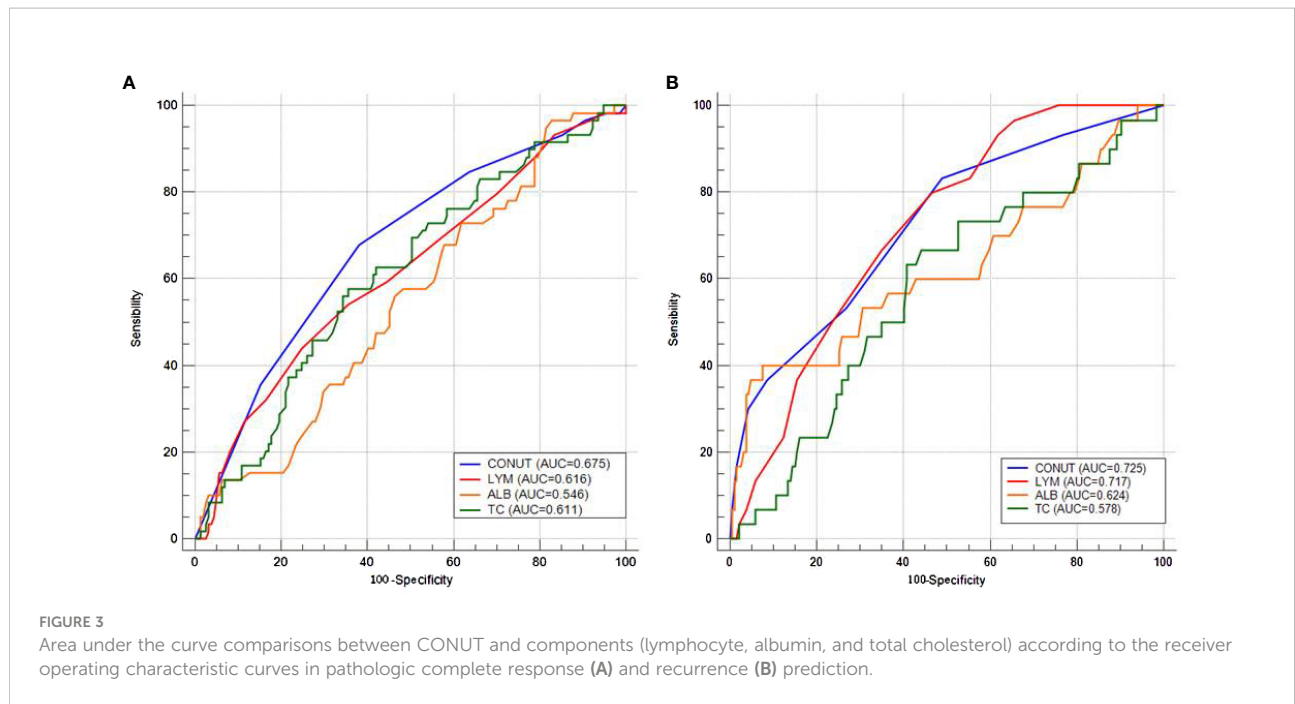 A
B
100
80
60
40
20
0
Sensibility
0 20 40 60 80 100
100-Specificity
CONUT (AUC=0.675)
LYM (AUC=0.616)
ALB (AUC=0.546)
TC (AUC=0.611)
100
80
60
40
20
0
Sensibility
0 20 40 60 80 100
100-Specificity
CONUT (AUC=0.725)
LYM (AUC=0.717)
ALB (AUC=0.624)
TC (AUC=0.578)
FIGURE 3
Area under the curve comparisons between CONUT and components (lymphocyte, albumin, and total cholesterol) according to the receiver
operating characteristic curves in pathologic complete response (A) and recurrence (B) prediction.